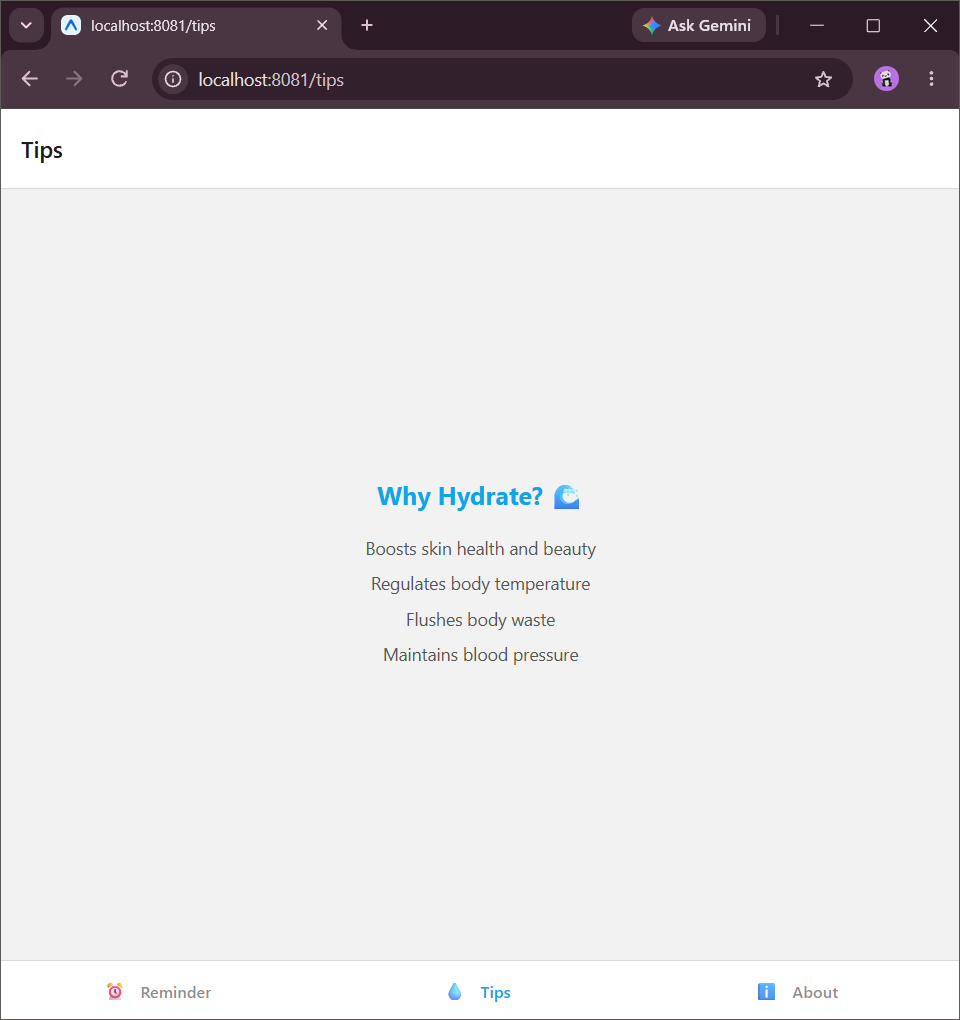 localhost:8081/tips
Ask Gemini
localhost:8081/tips
Tips
Why Hydrate? 🌊
Boosts skin health and beauty
Regulates body temperature
Flushes body waste
Maintains blood pressure
⏰ Reminder
💧 Tips
ℹ️ About